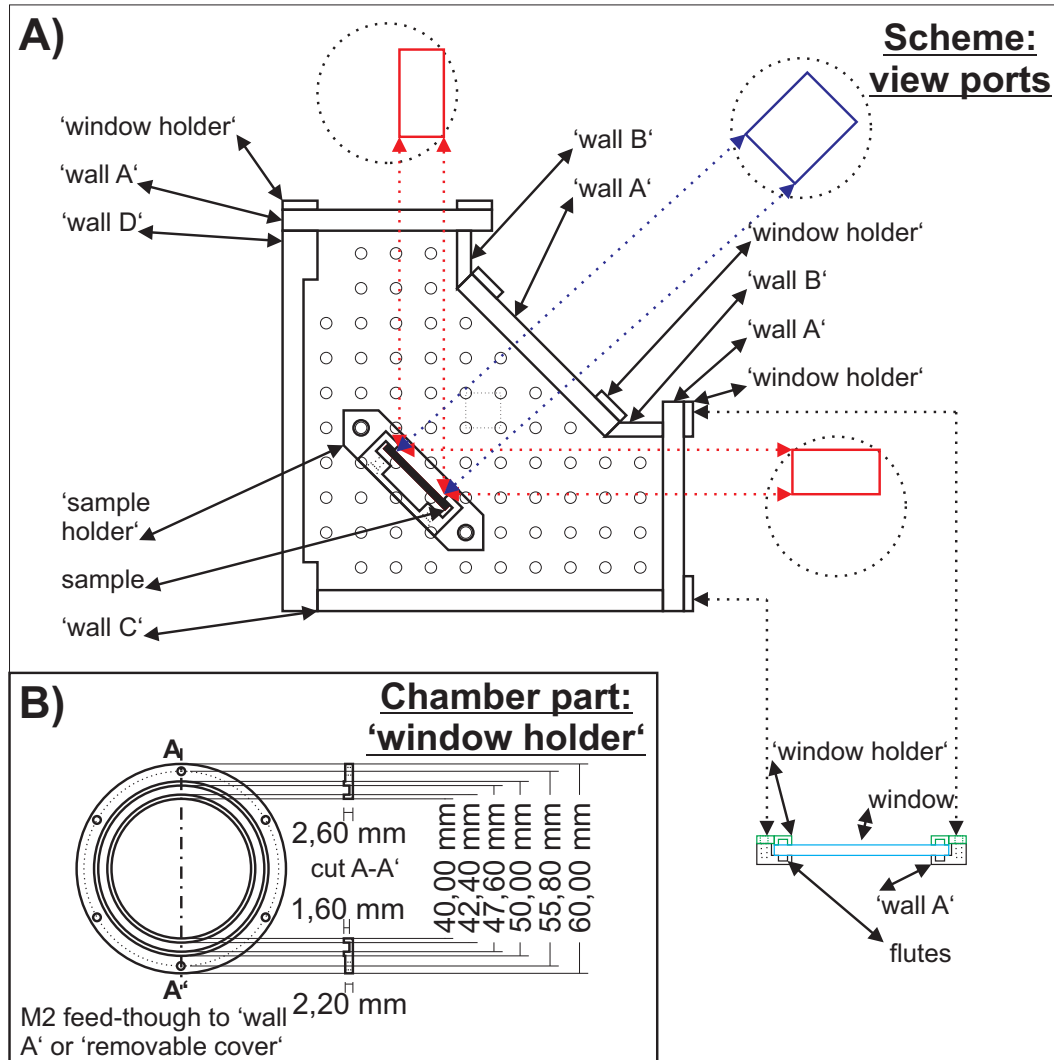 A)
Scheme:
view ports
‘window holder‘
‘wall A‘
‘wall D‘
‘wall B‘
‘wall A‘
‘window holder‘
‘wall B‘
‘wall A‘
‘window holder‘
‘sample
holder‘
sample
‘wall C‘
‘window holder‘
window
‘wall A‘
flutes
B)
Chamber part:
‘window holder‘
A
2,60 mm
cut A-A‘
1,60 mm
2,20 mm
40,00 mm
42,40 mm
47,60 mm
50,00 mm
55,80 mm
60,00 mm
A‘
M2 feed-though to ‘wall
A‘ or ‘removable cover‘